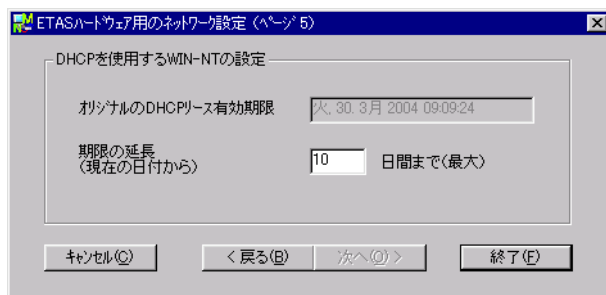 ETASハードウェア用のネットワーク設定 (ページ 5)
DHCPを使用するWIN-NTの設定
オリジナルのDHCPリース有効期限
火, 30. 3月 2004 09:09:24
期限の延長
(現在の日付から)
10 日間まで(最大)
キャンセル(C) < 戻る(B) 次へ(O) > 終了(F)